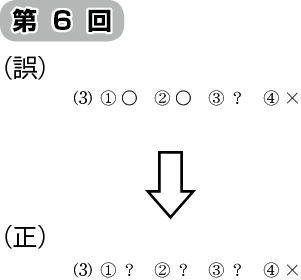 第 6 回
(誤)
(3) ①○ ②○ ③? ④×
(正)
(3) ①? ②? ③? ④×